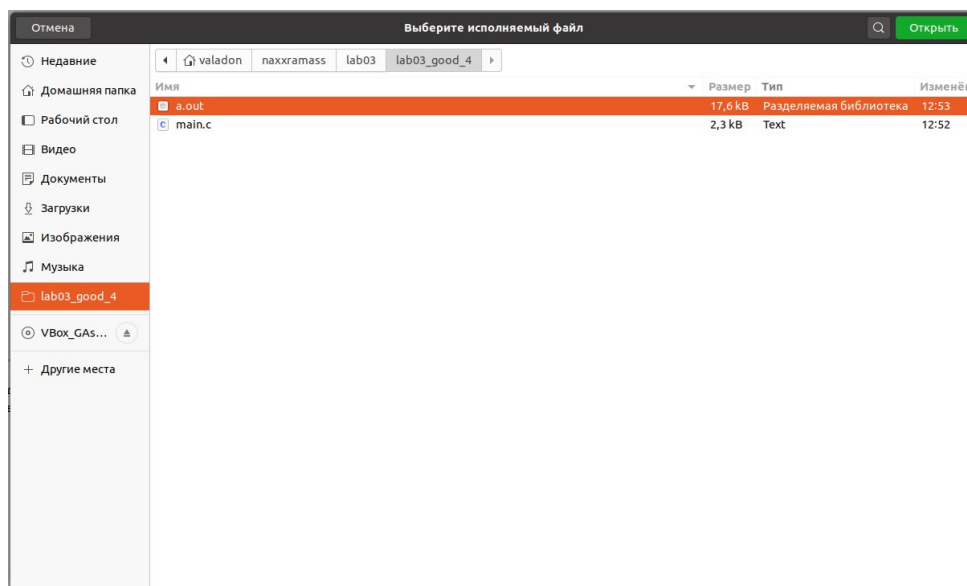 Отмена
Выберите исполняемый файл
Открыть
Недавние
Домашняя папка
Рабочий стол
Видео
Документы
Загрузки
Изображения
Музыка
lab03_good_4
VBox_GAs...
+ Другие места
valadon naxxramass lab03 lab03_good_4
Имя Размер Тип Изменён
a.out 17,6 kB Разделяемая библиотека 12:53
main.c 2,3 kB Text 12:52